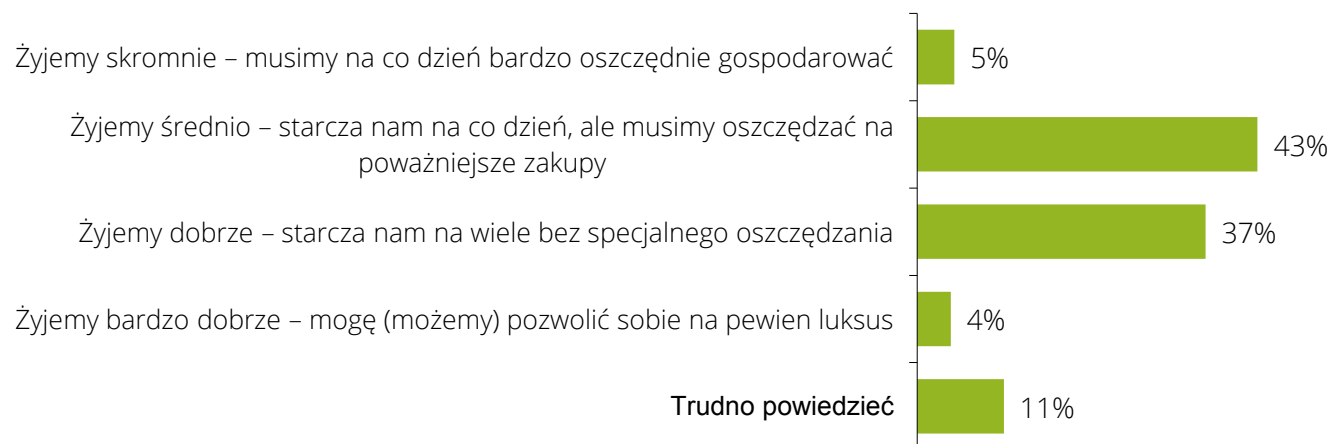 Żyjemy skromnie – musimy na co dzień bardzo oszczędnie gospodarować 5%
Żyjemy średnio – starcza nam na co dzień, ale musimy oszczędzać na
poważniejsze zakupy 43%
Żyjemy dobrze – starcza nam na wiele bez specjalnego oszczędzania 37%
Żyjemy bardzo dobrze – mogę (możemy) pozwolić sobie na pewien luksus 4%
Trudno powiedzieć 11%